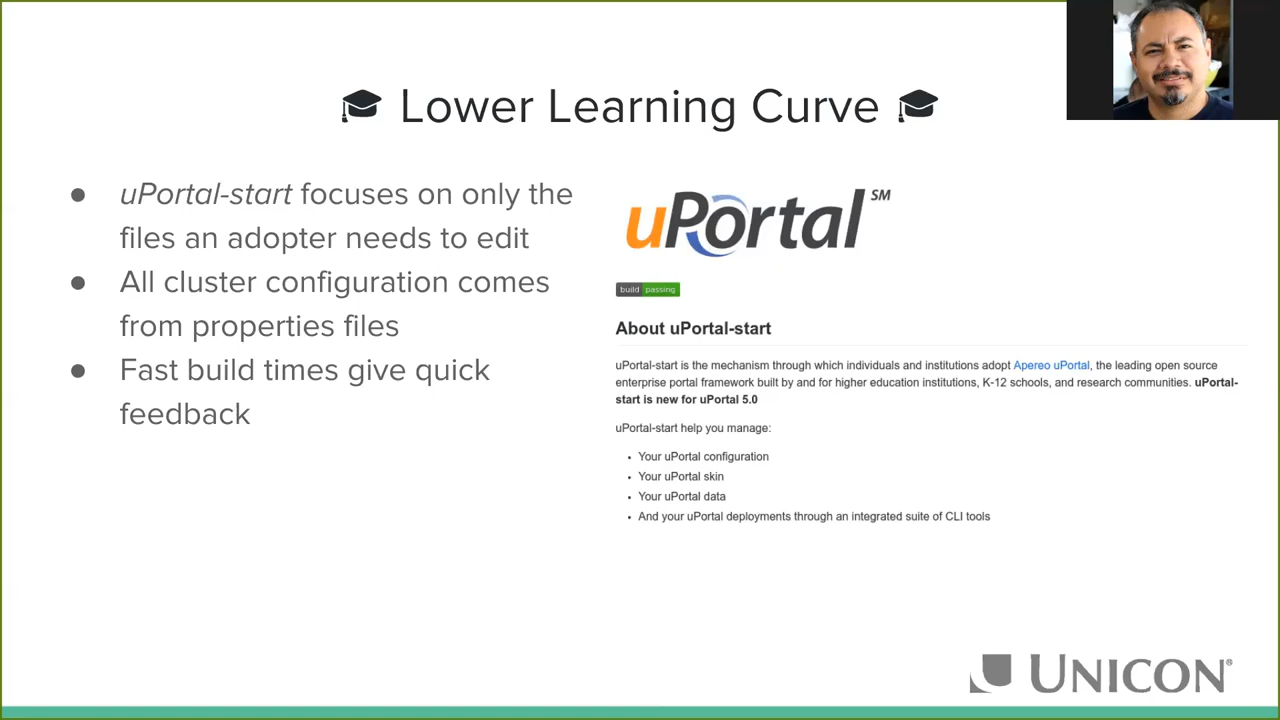 Lower Learning Curve
● uPortal-start focuses on only the
files an adopter needs to edit
● All cluster configuration comes
from properties files
● Fast build times give quick
feedback
uPortal SM
build passing
About uPortal-start
uPortal-start is the mechanism through which individuals and institutions adopt Apereo uPortal, the leading open source
enterprise portal framework built by and for higher education institutions, K-12 schools, and research communities. uPortal-
start is new for uPortal 5.0
uPortal-start help you manage:
• Your uPortal configuration
• Your uPortal skin
• Your uPortal data
• And your uPortal deployments through an integrated suite of CLI tools
UNICON®